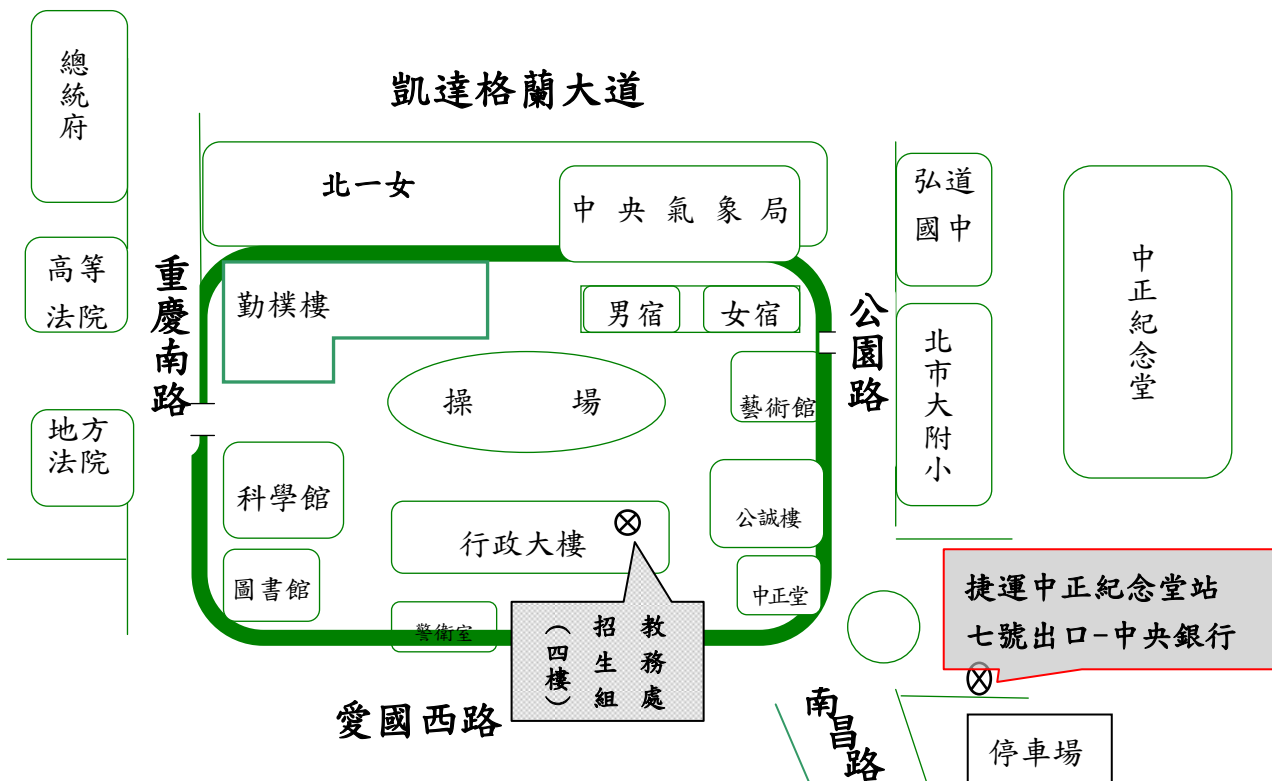 總統府
凱達格蘭大道
北一女
中央氣象局
弘道
國中
中正紀念堂
高等
法院
重慶南路
勤樸樓
男宿
女宿
公園路
北市大附小
操場
藝術館
地方
法院
科學館
公誠樓
行政大樓
圖書館
中正堂
警衛室
教務處
招生組
（四樓）
捷運中正紀念堂站
七號出口-中央銀行
愛國西路
南昌路
停車場